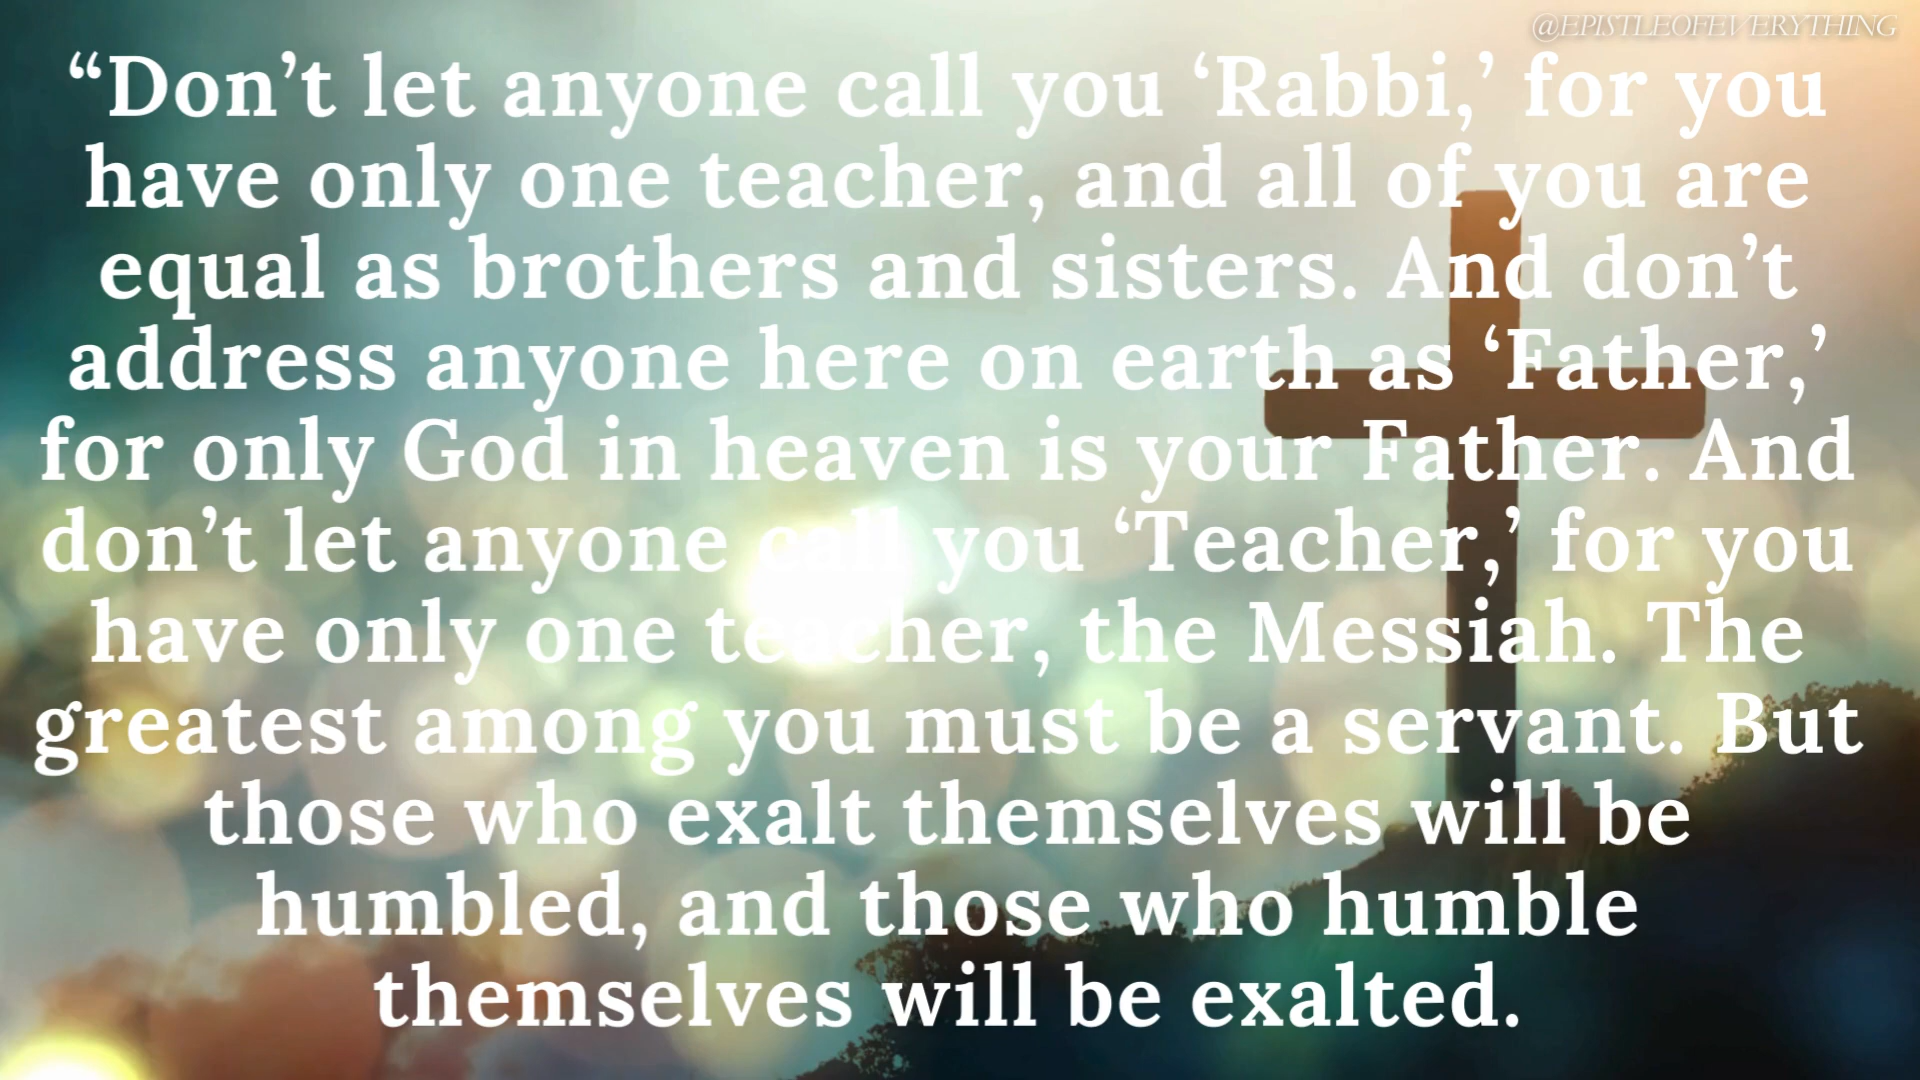 @EPISTLEOFEVERYTHING
“Don’t let anyone call you ‘Rabbi,’ for you
have only one teacher, and all of you are
equal as brothers and sisters. And don’t
address anyone here on earth as ‘Father,’
for only God in heaven is your Father. And
don’t let anyone call you ‘Teacher,’ for you
have only one teacher, the Messiah. The
greatest among you must be a servant. But
those who exalt themselves will be
humbled, and those who humble
themselves will be exalted.